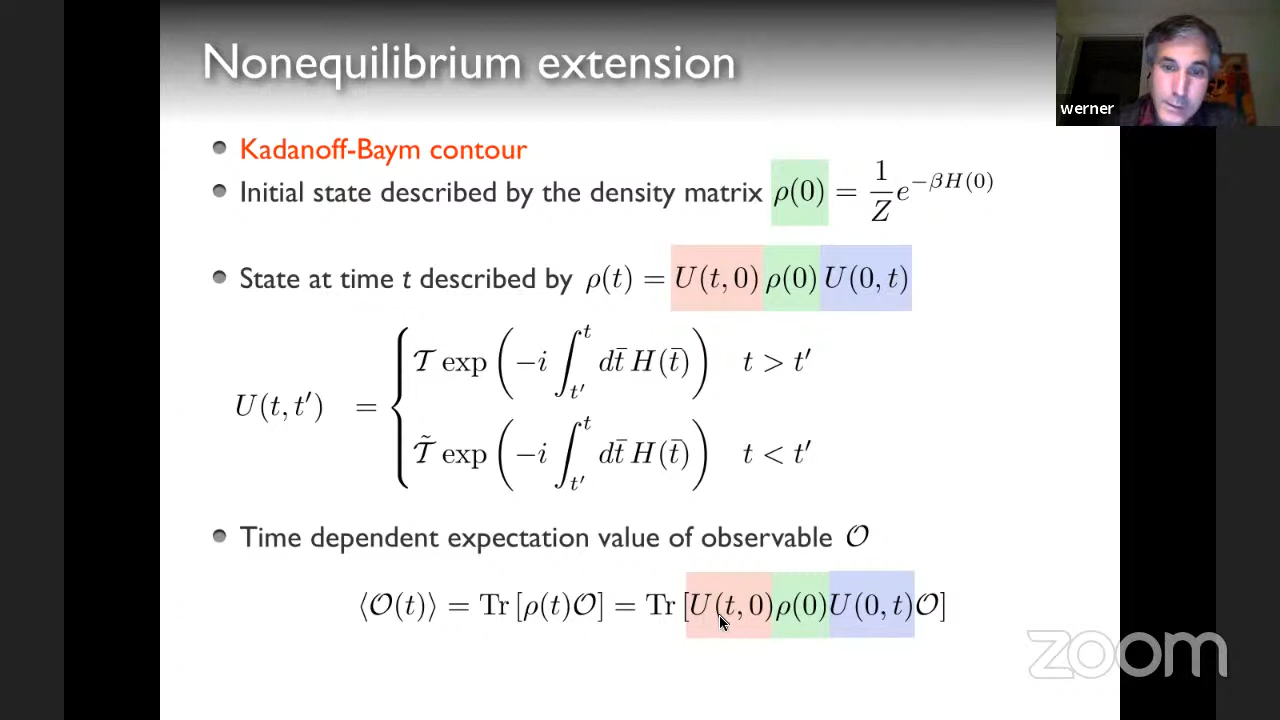 Nonequilibrium extension
werner
Kadanoff-Baym contour
Initial state described by the density matrix ρ(0) = 1/Z e^{-βH(0)}
State at time t described by ρ(t) = U(t, 0) ρ(0) U(0, t)
U(t, t′) = { 𝒯 exp ( -i ∫_{t′}^{t} dt̄ H(t̄) ) t > t′
𝒯̃ exp ( -i ∫_{t′}^{t} dt̄ H(t̄) ) t < t′
Time dependent expectation value of observable 𝒪
⟨𝒪(t)⟩ = Tr [ρ(t)𝒪] = Tr [U(t, 0)ρ(0)U(0, t)𝒪]
zoom